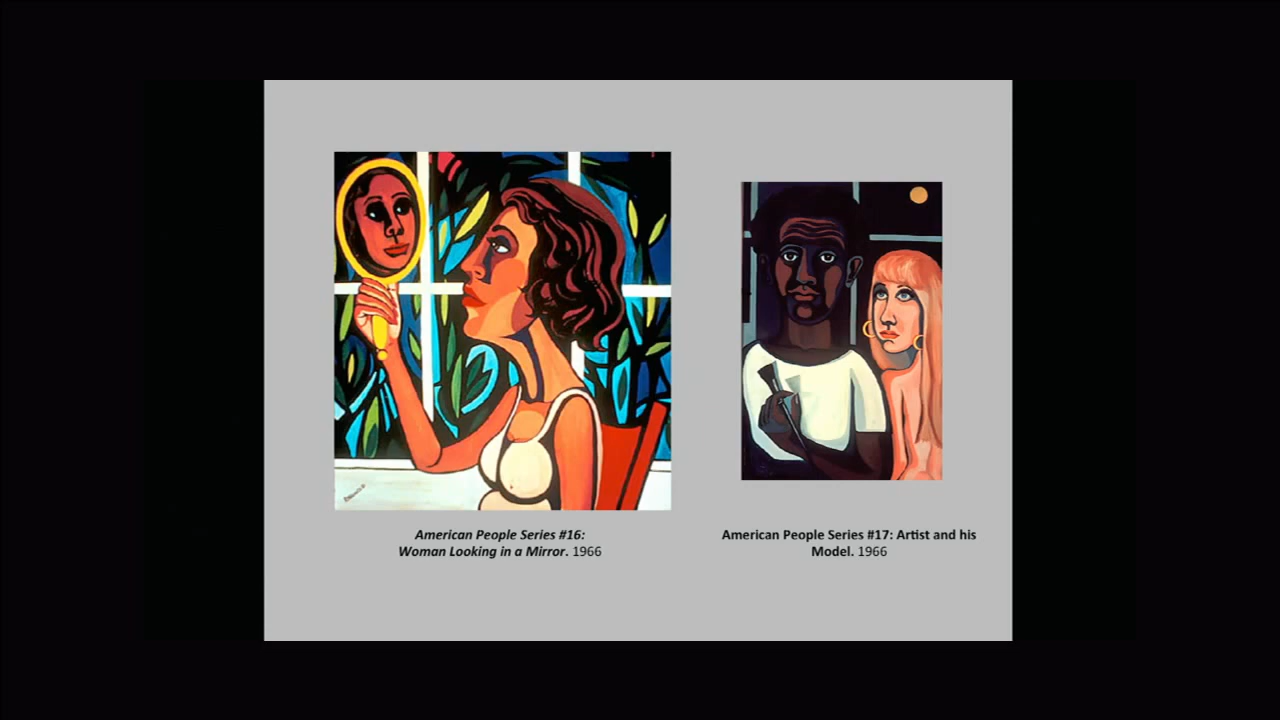 American People Series #16:
Woman Looking in a Mirror. 1966
American People Series #17: Artist and his
Model. 1966